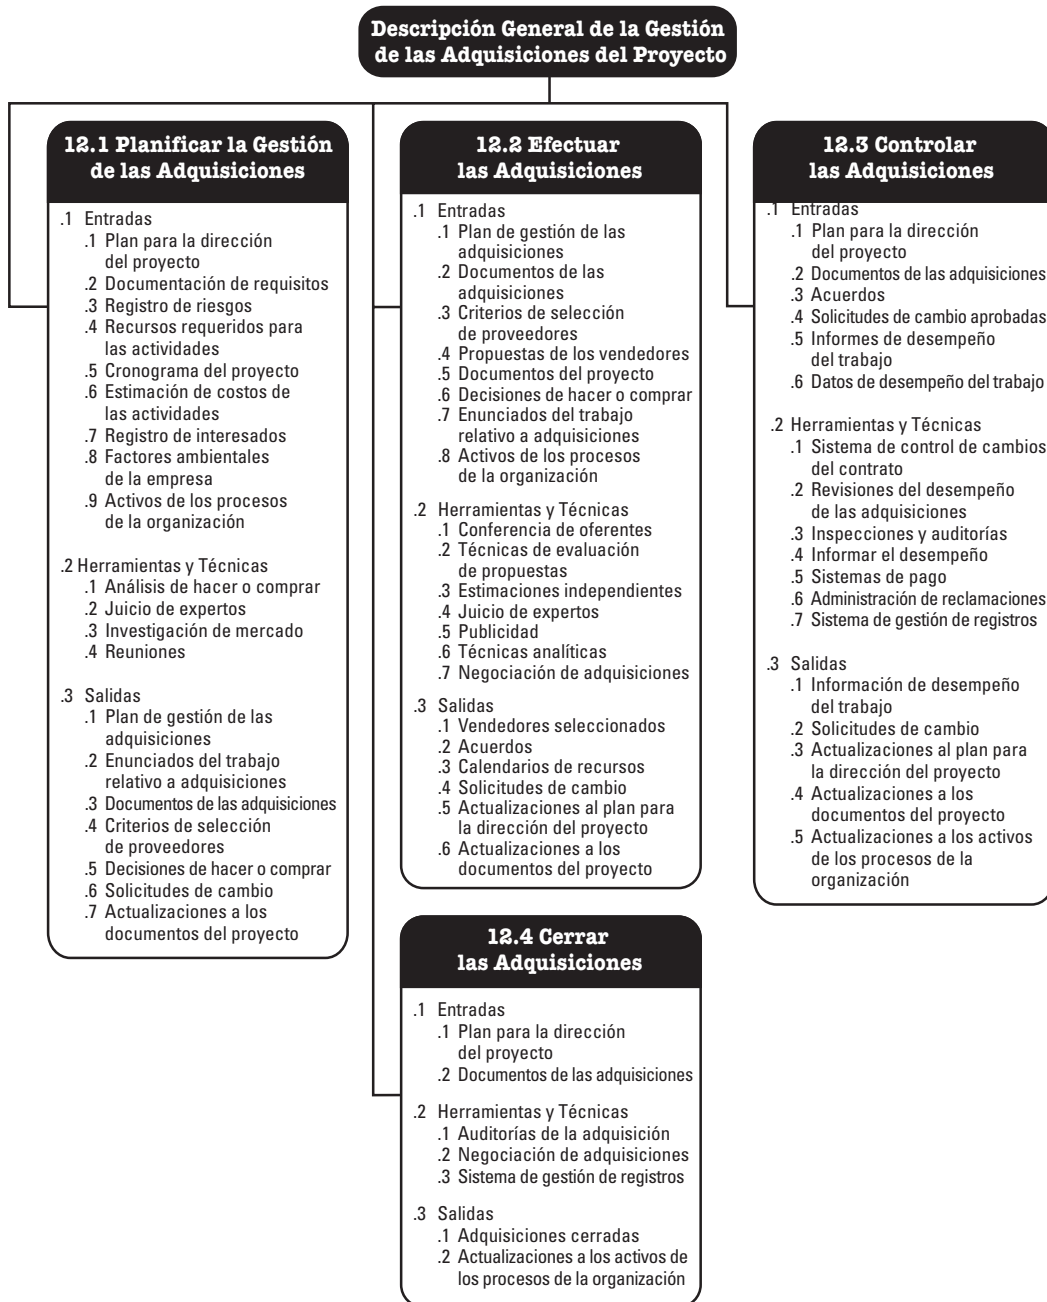 Descripción General de la Gestión
de las Adquisiciones del Proyecto
12.1 Planificar la Gestión
de las Adquisiciones
.1 Entradas
.1 Plan para la dirección
del proyecto
.2 Documentación de requisitos
.3 Registro de riesgos
.4 Recursos requeridos para
las actividades
.5 Cronograma del proyecto
.6 Estimación de costos de
las actividades
.7 Registro de interesados
.8 Factores ambientales
de la empresa
.9 Activos de los procesos
de la organización
.2 Herramientas y Técnicas
.1 Análisis de hacer o comprar
.2 Juicio de expertos
.3 Investigación de mercado
.4 Reuniones
.3 Salidas
.1 Plan de gestión de las
adquisiciones
.2 Enunciados del trabajo
relativo a adquisiciones
.3 Documentos de las adquisiciones
.4 Criterios de selección
de proveedores
.5 Decisiones de hacer o comprar
.6 Solicitudes de cambio
.7 Actualizaciones a los
documentos del proyecto
12.2 Efectuar
las Adquisiciones
.1 Entradas
.1 Plan de gestión de las
adquisiciones
.2 Documentos de las
adquisiciones
.3 Criterios de selección
de proveedores
.4 Propuestas de los vendedores
.5 Documentos del proyecto
.6 Decisiones de hacer o comprar
.7 Enunciados del trabajo
relativo a adquisiciones
.8 Activos de los procesos
de la organización
.2 Herramientas y Técnicas
.1 Conferencia de oferentes
.2 Técnicas de evaluación
de propuestas
.3 Estimaciones independientes
.4 Juicio de expertos
.5 Publicidad
.6 Técnicas analíticas
.7 Negociación de adquisiciones
.3 Salidas
.1 Vendedores seleccionados
.2 Acuerdos
.3 Calendarios de recursos
.4 Solicitudes de cambio
.5 Actualizaciones al plan para
la dirección del proyecto
.6 Actualizaciones a los
documentos del proyecto
12.3 Controlar
las Adquisiciones
.1 Entradas
.1 Plan para la dirección
del proyecto
.2 Documentos de las adquisiciones
.3 Acuerdos
.4 Solicitudes de cambio aprobadas
.5 Informes de desempeño
del trabajo
.6 Datos de desempeño del trabajo
.2 Herramientas y Técnicas
.1 Sistema de control de cambios
del contrato
.2 Revisiones del desempeño
de las adquisiciones
.3 Inspecciones y auditorías
.4 Informar el desempeño
.5 Sistemas de pago
.6 Administración de reclamaciones
.7 Sistema de gestión de registros
.3 Salidas
.1 Información de desempeño
del trabajo
.2 Solicitudes de cambio
.3 Actualizaciones al plan para
la dirección del proyecto
.4 Actualizaciones a los
documentos del proyecto
.5 Actualizaciones a los activos
de los procesos de la
organización
12.4 Cerrar
las Adquisiciones
.1 Entradas
.1 Plan para la dirección
del proyecto
.2 Documentos de las adquisiciones
.2 Herramientas y Técnicas
.1 Auditorías de la adquisición
.2 Negociación de adquisiciones
.3 Sistema de gestión de registros
.3 Salidas
.1 Adquisiciones cerradas
.2 Actualizaciones a los activos de
los procesos de la organización